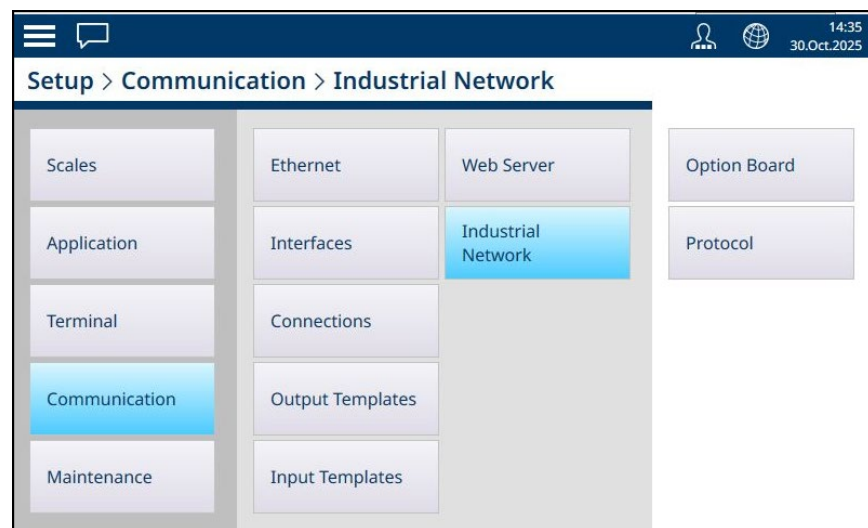 14:35
30.Oct.2025
Setup > Communication > Industrial Network
Scales
Ethernet
Web Server
Option Board
Application
Interfaces
Industrial
Network
Protocol
Terminal
Connections
Communication
Output Templates
Maintenance
Input Templates